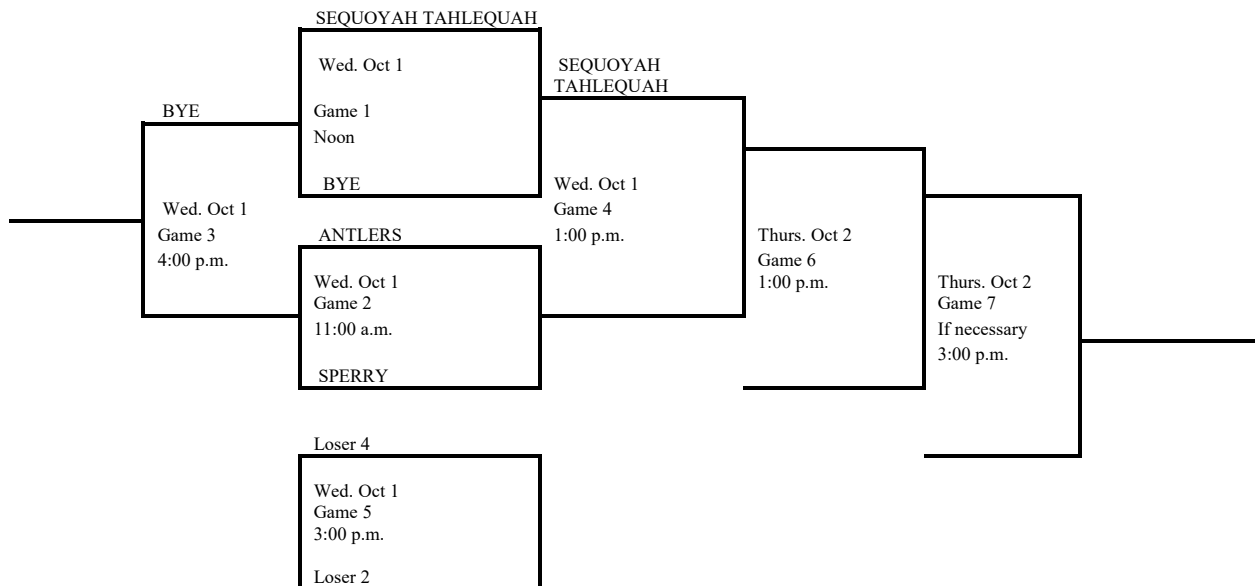 SEQUOYAH TAHLEQUAH
Wed. Oct 1
Game 1
Noon
BYE
BYE
Wed. Oct 1
Game 3
4:00 p.m.
ANTLERS
Wed. Oct 1
Game 2
11:00 a.m.
SPERRY
Loser 4
Wed. Oct 1
Game 5
3:00 p.m.
Loser 2
SEQUOYAH
TAHLEQUAH
Wed. Oct 1
Game 4
1:00 p.m.
Thurs. Oct 2
Game 6
1:00 p.m.
Thurs. Oct 2
Game 7
If necessary
3:00 p.m.